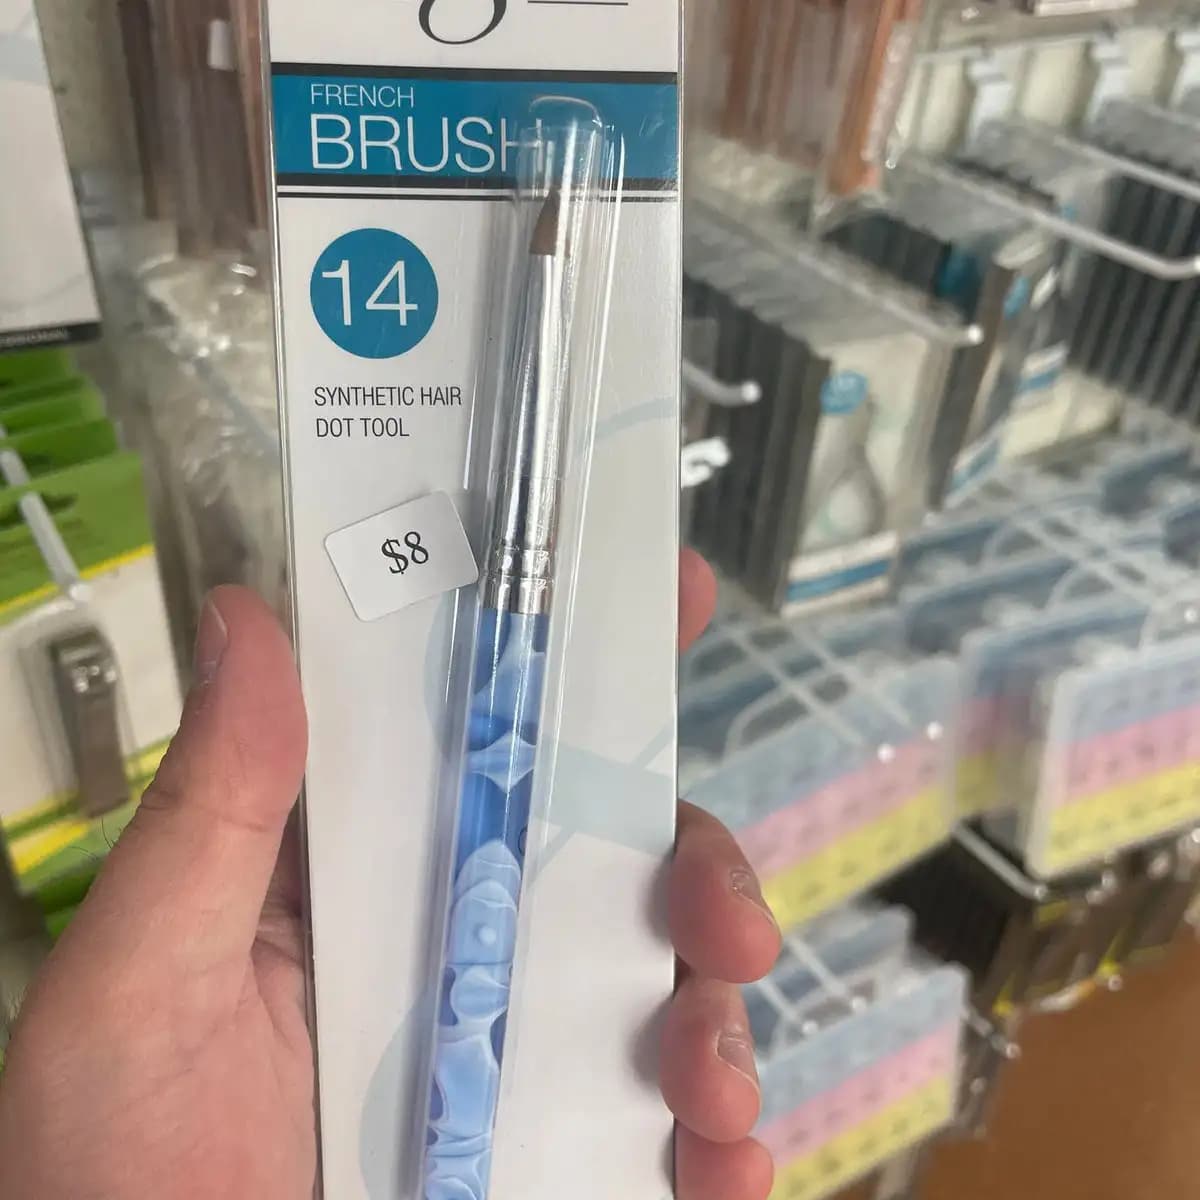 FRENCH
BRUSH
14
SYNTHETIC HAIR
DOT TOOL
$8